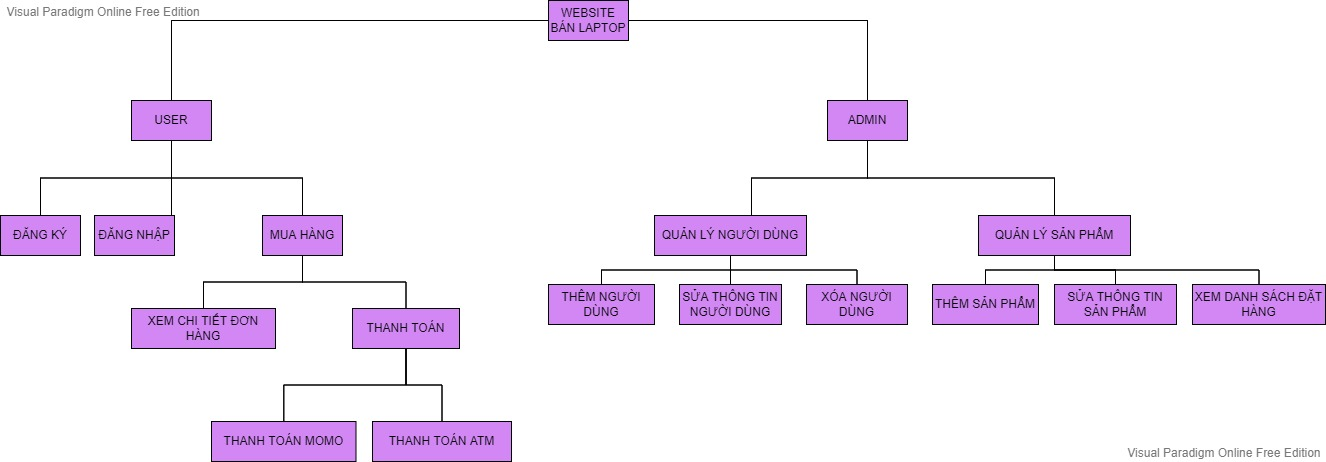 Visual Paradigm Online Free Edition
WEBSITE
BÁN LAPTOP
USER
ADMIN
ĐĂNG KÝ
ĐĂNG NHẬP
MUA HÀNG
QUẢN LÝ NGƯỜI DÙNG
QUẢN LÝ SẢN PHẨM
THÊM NGƯỜI
DÙNG
SỬA THÔNG TIN
NGƯỜI DÙNG
XÓA NGƯỜI
DÙNG
THÊM SẢN PHẨM
SỬA THÔNG TIN
SẢN PHẨM
XEM DANH SÁCH ĐẶT
HÀNG
XEM CHI TIẾT ĐƠN
HÀNG
THANH TOÁN
THANH TOÁN MOMO
THANH TOÁN ATM
Visual Paradigm Online Free Edition